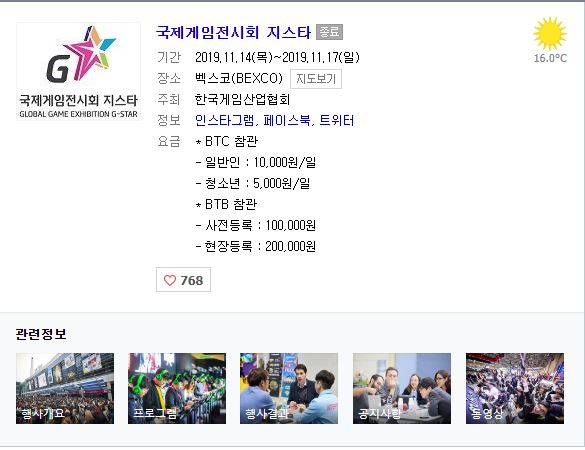 G
국제게임전시회 지스타
GLOBAL GAME EXHIBITION G-STAR
국제게임전시회 지스타 종료
기간 2019.11.14(목)~2019.11.17(일)
장소 벡스코(BEXCO) 지도보기
주최 한국게임산업협회
정보 인스타그램, 페이스북, 트위터
요금 * BTC 참관
- 일반인 : 10,000원/일
- 청소년 : 5,000원/일
* BTB 참관
- 사전등록 : 100,000원
- 현장등록 : 200,000원
768
16.0°C
관련정보
행사개요
프로그램
행사결과
공지사항
동영상